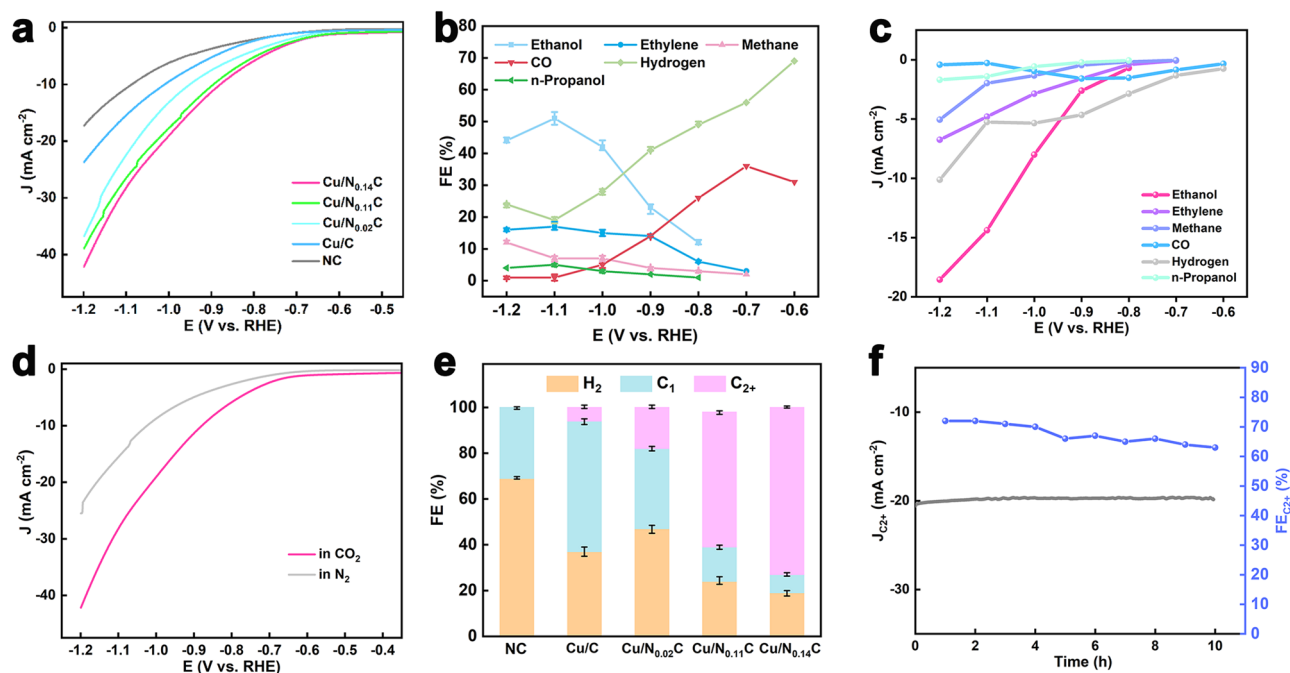 a
0
-10
-20
-30
-40
J (mA cm⁻²)
Cu/N₀.₁₄C
Cu/N₀.₁₁C
Cu/N₀.₀₂C
Cu/C
NC
-1.2 -1.1 -1.0 -0.9 -0.8 -0.7 -0.6 -0.5
E (V vs. RHE)
b
80
70
60
50
40
30
20
10
0
FE (%)
Ethanol Ethylene Methane
CO Hydrogen
n-Propanol
-1.2 -1.1 -1.0 -0.9 -0.8 -0.7 -0.6
E (V vs. RHE)
c
0
-5
-10
-15
-20
J (mA cm⁻²)
Ethanol
Ethylene
Methane
CO
Hydrogen
n-Propanol
-1.2 -1.1 -1.0 -0.9 -0.8 -0.7 -0.6
E (V vs. RHE)
d
0
-10
-20
-30
-40
J (mA cm⁻²)
in CO₂
in N₂
-1.2 -1.1 -1.0 -0.9 -0.8 -0.7 -0.6 -0.5 -0.4
E (V vs. RHE)
e
H₂ C₁ C₂₊
100
80
60
40
20
0
FE (%)
NC Cu/C Cu/N₀.₀₂C Cu/N₀.₁₁C Cu/N₀.₁₄C
f
-10
-20
-30
J_C2+ (mA cm⁻²)
90
80
70
60
50
40
30
20
10
0
FE_C2+ (%)
0 2 4 6 8 10
Time (h)